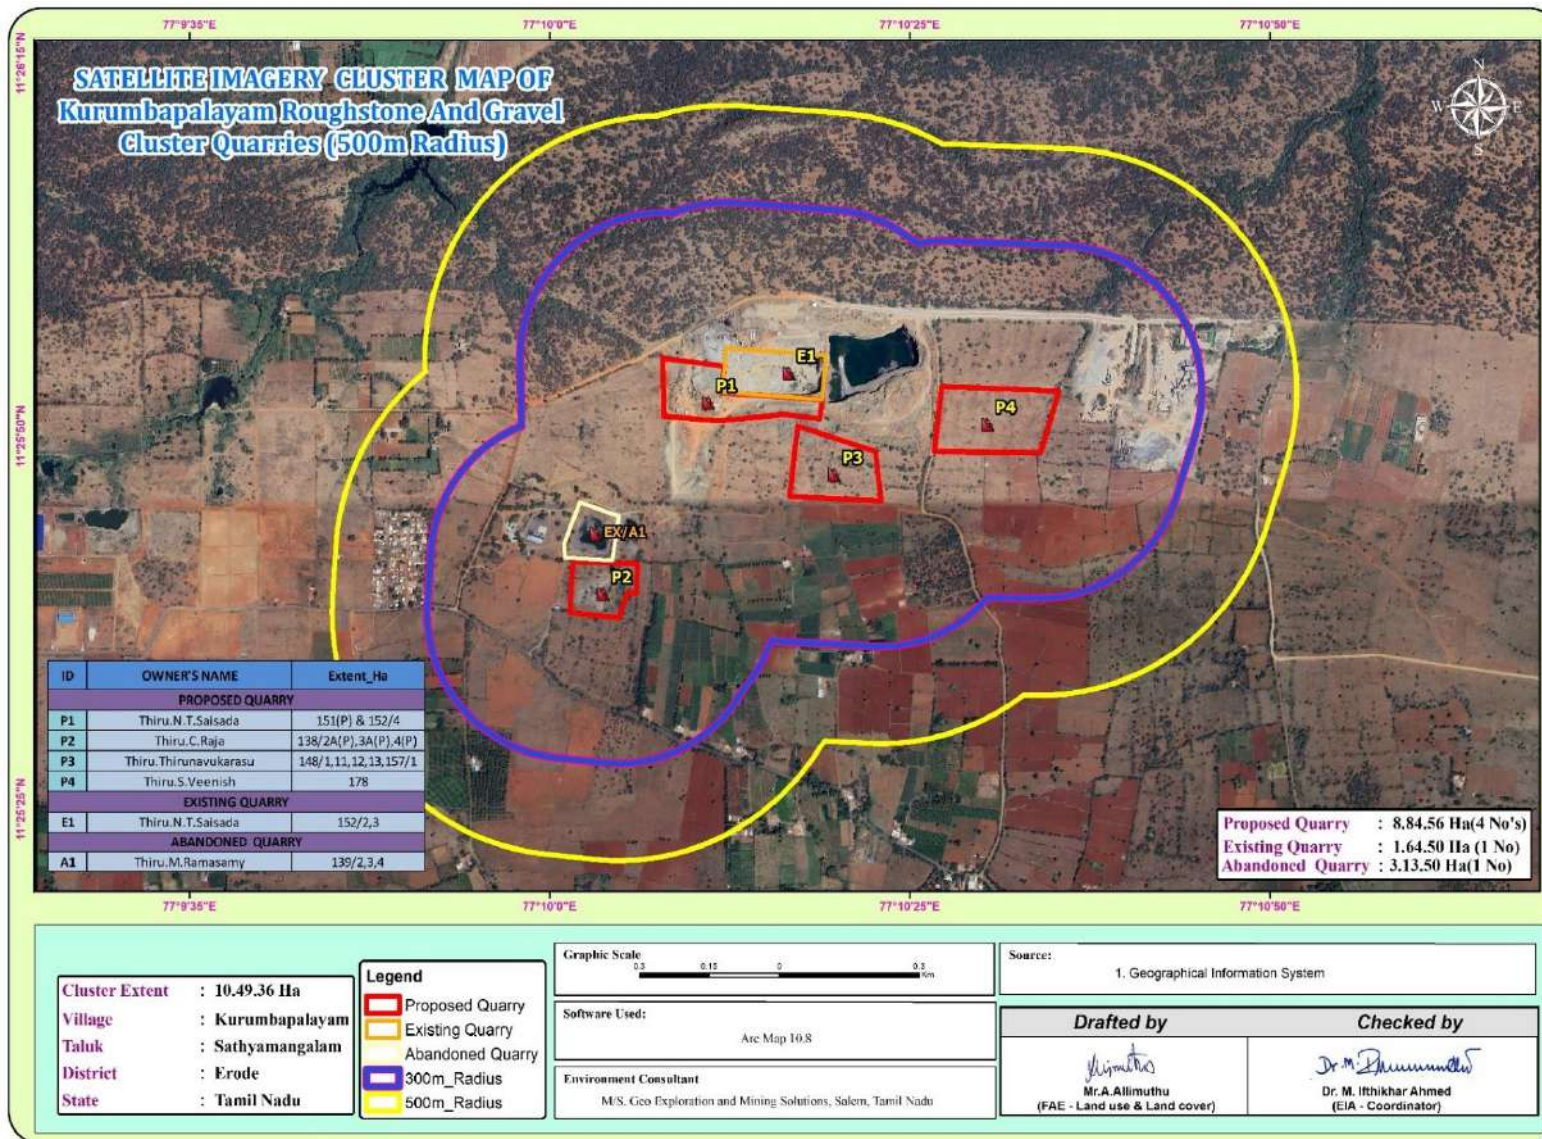 77°9'35"E 77°10'0"E 77°10'25"E 77°10'50"E
11°26'15"N
11°25'50"N
11°25'25"N
SATELLITE IMAGERY CLUSTER MAP OF
Kurumbapalayam Roughstone And Gravel
Cluster Quarries (500m Radius)
N
W E
S
E1
P1
P4
P3
EX/A1
P2
ID OWNER'S NAME Extent_Ha
PROPOSED QUARRY
P1 Thiru.N.T.Saisada 151(P) & 152/4
P2 Thiru.C.Raja 138/2A(P),3A(P),4(P)
P3 Thiru.Thirunavukarasu 148/1,11,12,13,157/1
P4 Thiru.S.Veenish 178
EXISTING QUARRY
E1 Thiru.N.T.Saisada 152/2,3
ABANDONED QUARRY
A1 Thiru.M.Ramasamy 139/2,3,4
Proposed Quarry : 8,84.56 Ha(4 No's)
Existing Quarry : 1.64.50 Ha (1 No)
Abandoned Quarry : 3.13.50 Ha(1 No)
77°9'35"E 77°10'0"E 77°10'25"E 77°10'50"E
Cluster Extent : 10.49.36 Ha
Village : Kurumbapalayam
Taluk : Sathyamangalam
District : Erode
State : Tamil Nadu
Legend
Proposed Quarry
Existing Quarry
Abandoned Quarry
300m_Radius
500m_Radius
Graphic Scale
0.3 0.15 0 0.3
Km
Software Used:
Arc Map 10.8
Environment Consultant
M/S. Geo Exploration and Mining Solutions, Salem, Tamil Nadu
Source:
1. Geographical Information System
Drafted by
Mr.A.Allimuthu
(FAE - Land use & Land cover)
Checked by
Dr. M. Ifthikhar Ahmed
(EIA - Coordinator)